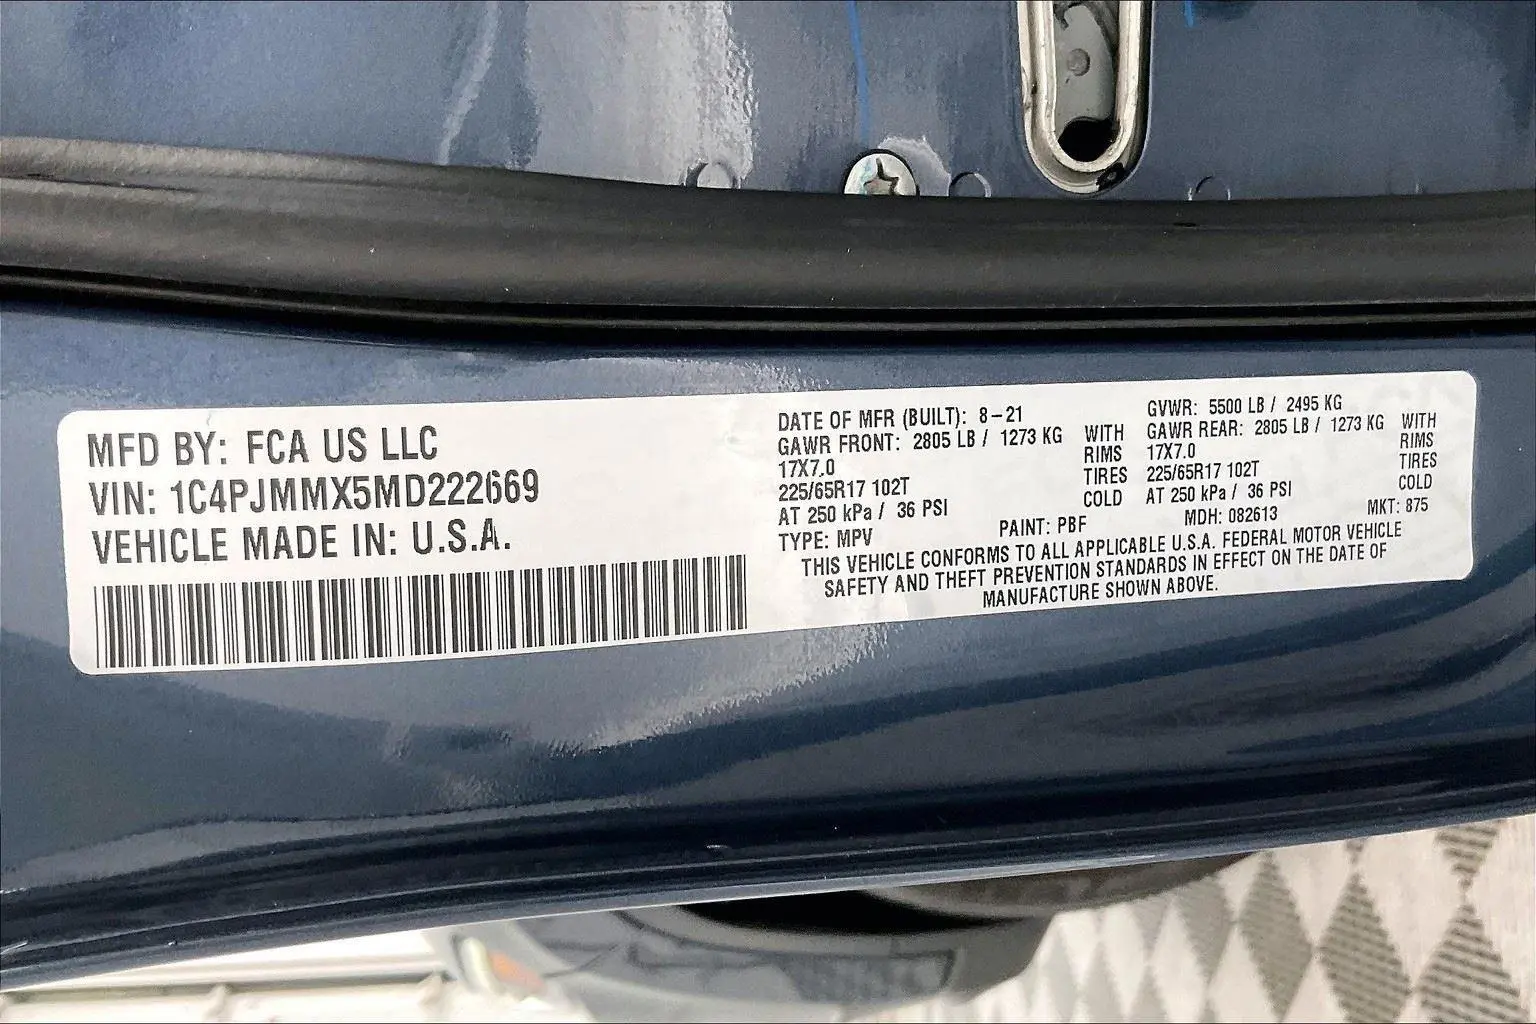 MFD BY: FCA US LLC
VIN: 1C4PJMMX5MD222669
VEHICLE MADE IN: U.S.A.
DATE OF MFR (BUILT): 8-21
GAWR FRONT: 2805 LB / 1273 KG WITH
17X7.0 RIMS
225/65R17 102T TIRES
AT 250 kPa / 36 PSI COLD
TYPE: MPV
GVWR: 5500 LB / 2495 KG
GAWR REAR: 2805 LB / 1273 KG WITH
17X7.0 RIMS
225/65R17 102T TIRES
AT 250 kPa / 36 PSI COLD
PAINT: PBF MDH: 082613 MKT: 875
THIS VEHICLE CONFORMS TO ALL APPLICABLE U.S.A. FEDERAL MOTOR VEHICLE
SAFETY AND THEFT PREVENTION STANDARDS IN EFFECT ON THE DATE OF
MANUFACTURE SHOWN ABOVE.